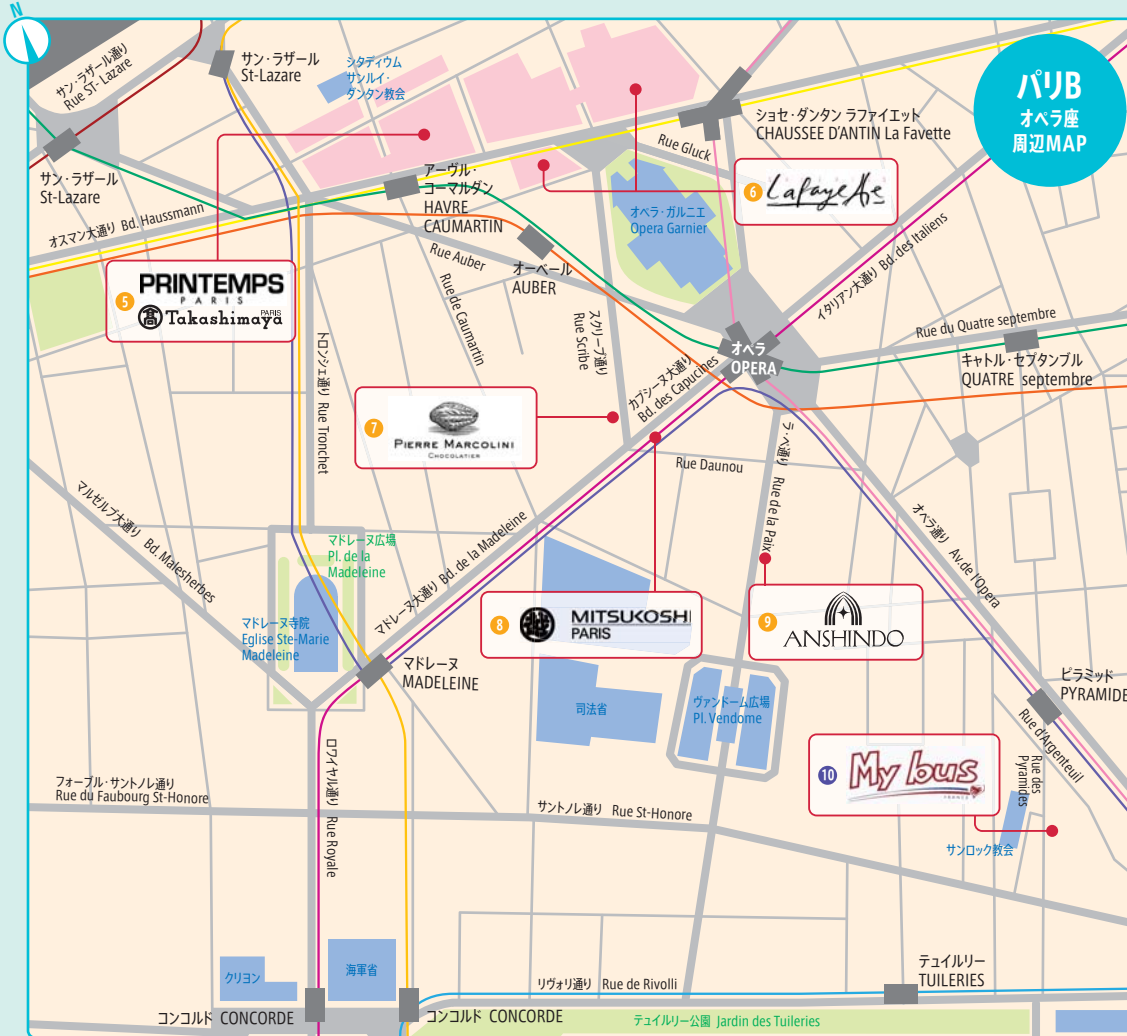 N
パリB
オペラ座
周辺MAP
サン・ラザール通り
Rue ST- Lazare
サン・ラザール
St-Lazare
シタディウム
サンルイ・
ダンタン教会
ショセ・ダンタン ラファイエット
CHAUSSEE D'ANTIN La Favette
Rue Gluck
サン・ラザール
St-Lazare
アーヴル・
コーマルダン
HAVRE
CAUMARTIN
6
LaFayette
オペラ・ガルニエ
Opera Garnier
オスマン大通り Bd. Haussmann
Rue Auber
オーベール
AUBER
イタリアン大通り Bd. des Italiens
5
PRINTEMPS
PARIS
髙 Takashimaya PARIS
Rue de Caumartin
スクリーブ通り
Rue Scribe
Rue du Quatre septembre
オペラ
OPERA
キャトル・セプタンブル
QUATRE septembre
トロンシェ通り Rue Tronchet
カプシーヌ大通り
Bd. des Capucines
7
PIERRE MARCOLINI
CHOCOLATIER
Rue Daunou
ラ・ペ通り Rue de la Paix
マルゼルブ大通り Bd. Malesherbes
オペラ通り Av.de l'Opera
マドレーヌ広場
Pl. de la
Madeleine
マドレーヌ大通り Bd. de la Madeleine
8
MITSUKOSHI
PARIS
9
ANSHINDO
マドレーヌ寺院
Eglise Ste-Marie
Madeleine
マドレーヌ
MADELEINE
ピラミッド
PYRAMIDE
司法省
ヴァンドーム広場
Pl. Vendome
Rue d'Argenteuil
Rue des
Pyramides
10
My bus
FRANCE
ロワイヤル通り Rue Royale
フォーブル・サントノレ通り
Rue du Faubourg St-Honore
サントノレ通り Rue St-Honore
サンロック教会
クリヨン
海軍省
リヴォリ通り Rue de Rivolli
テュイルリー
TUILERIES
コンコルド CONCORDE
コンコルド CONCORDE
テュイルリー公園 Jardin des Tuileries